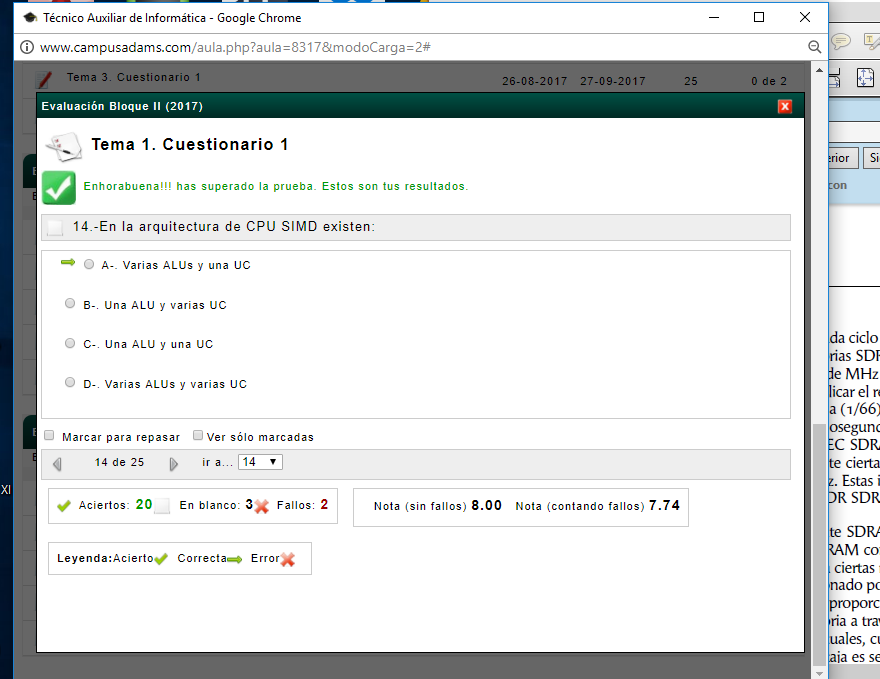 Técnico Auxiliar de Informática - Google Chrome
www.campusadams.com/aula.php?aula=8317&modoCarga=2#
Tema 3. Cuestionario 1
26-08-2017 27-09-2017 25 0 de 2
Evaluación Bloque II (2017)
Tema 1. Cuestionario 1
Enhorabuena!!! has superado la prueba. Estos son tus resultados.
14.-En la arquitectura de CPU SIMD existen:
A-. Varias ALUs y una UC
B-. Una ALU y varias UC
C-. Una ALU y una UC
D-. Varias ALUs y varias UC
Marcar para repasar Ver sólo marcadas
14 de 25 ir a... 14
Aciertos: 20 En blanco: 3 Fallos: 2
Nota (sin fallos) 8.00 Nota (contando fallos) 7.74
Leyenda:Acierto Correcta Error
XI
erior Si
con
da ciclo
rias SDR
de MHz
licar el re
a (1/66)
osegund
EC SDRA
te cierta
z. Estas i
DR SDR
te SDRA
RAM con
ciertas
nado po
proporc
ria a tra
uales, cu
taja es se